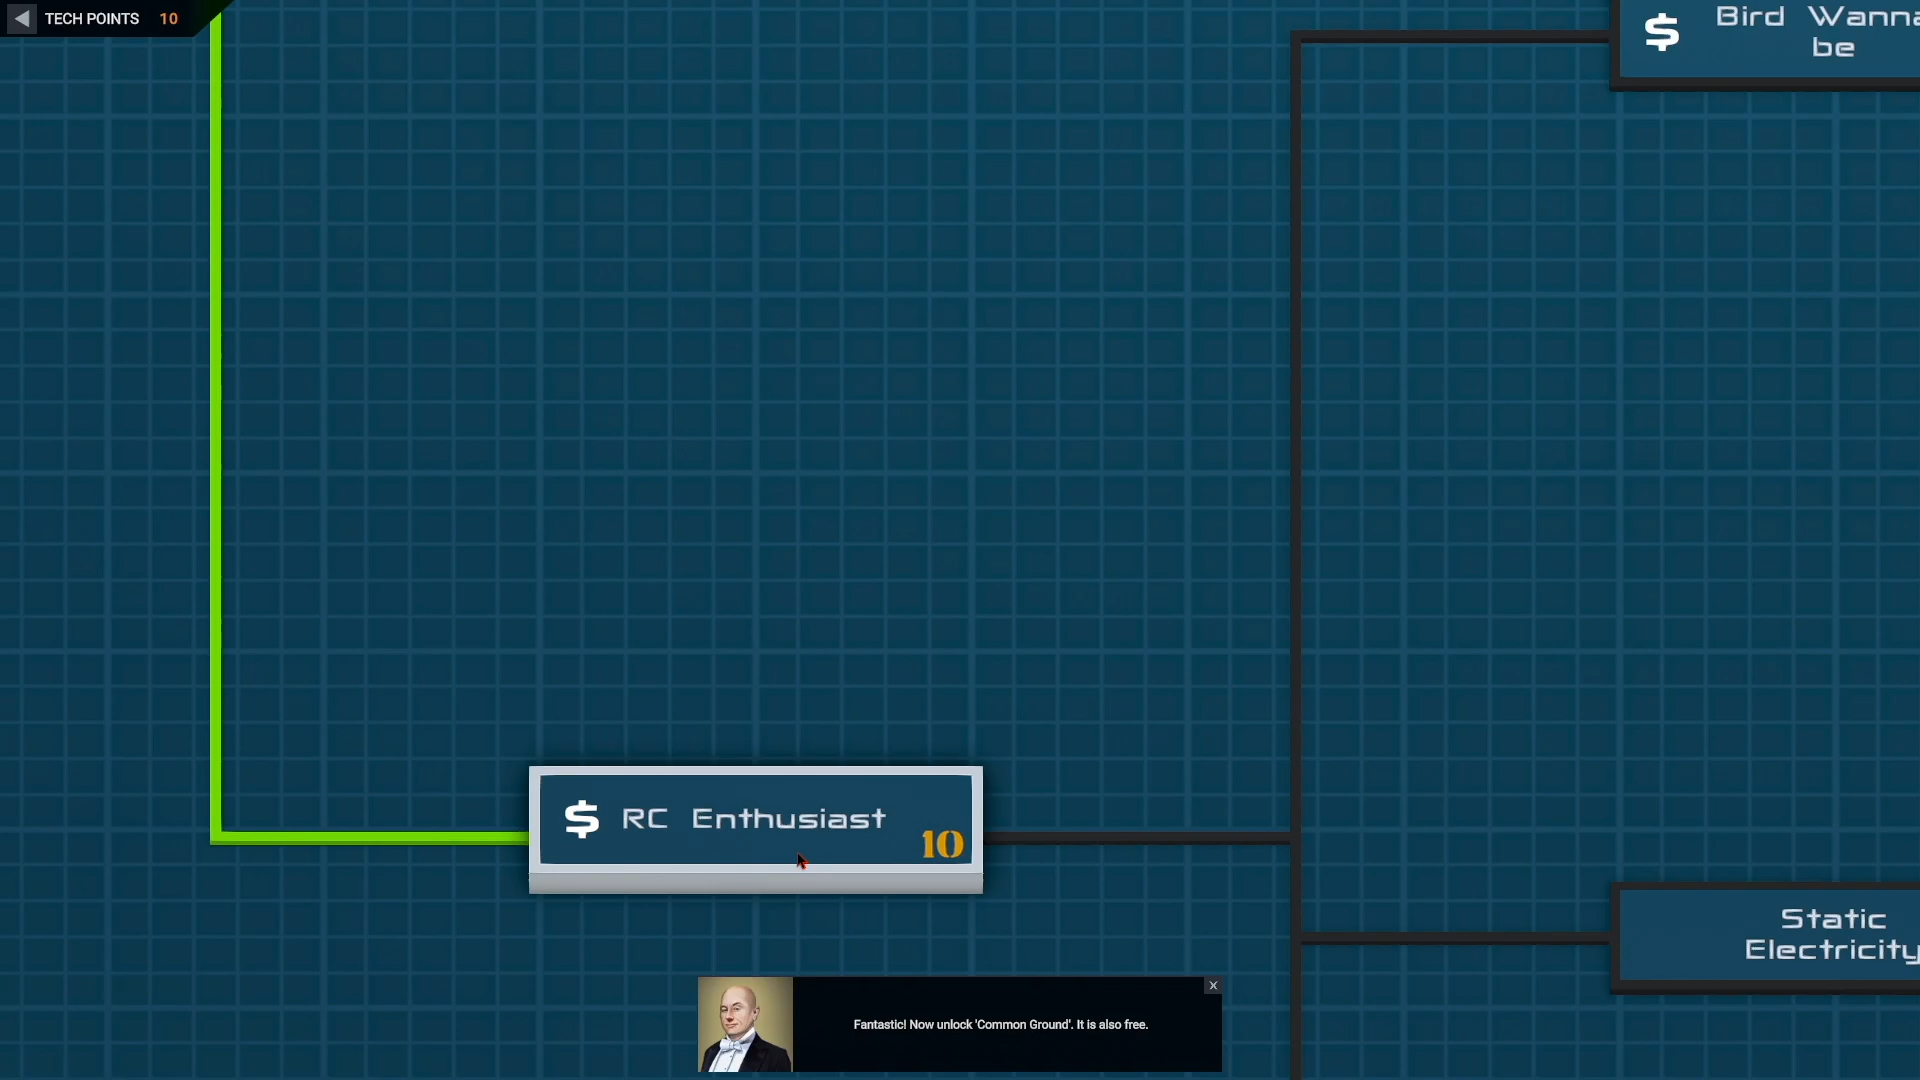 TECH POINTS 10
$ Bird Wanna
be
$ RC Enthusiast
10
Static
Electricity
X
Fantastic! Now unlock 'Common Ground'. It is also free.